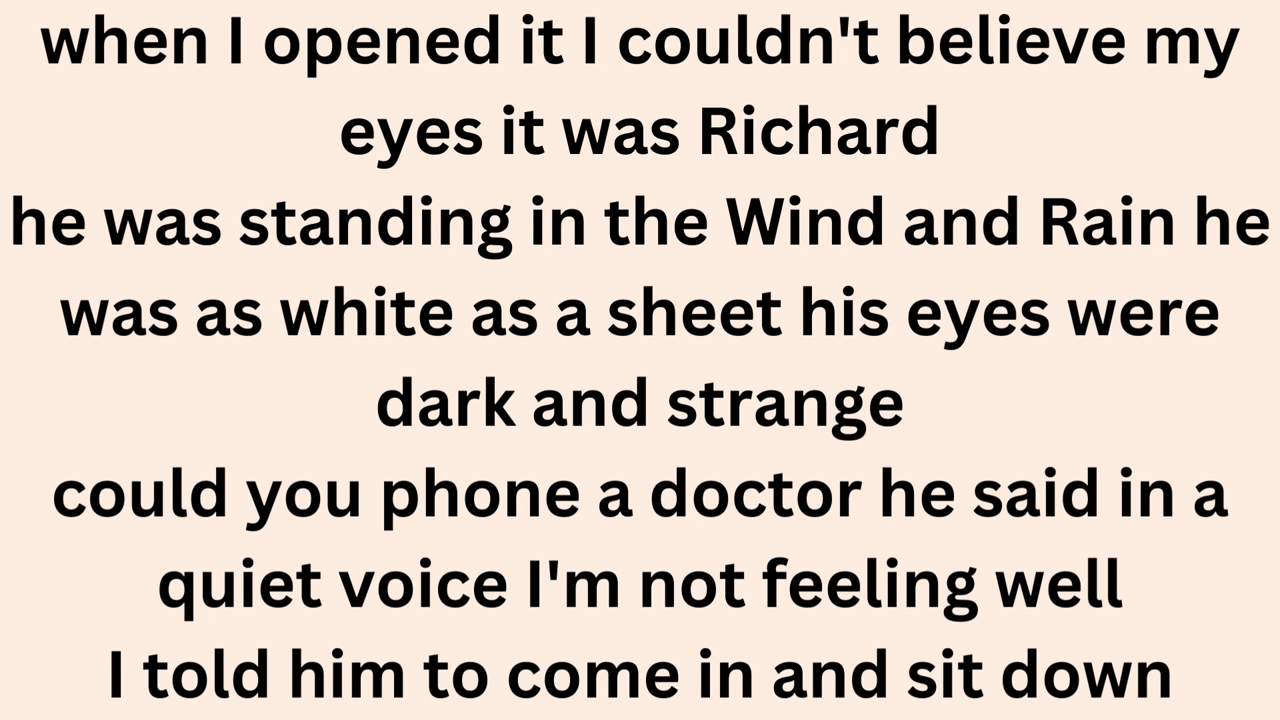 when I opened it I couldn't believe my
eyes it was Richard
he was standing in the Wind and Rain he
was as white as a sheet his eyes were
dark and strange
could you phone a doctor he said in a
quiet voice I'm not feeling well
I told him to come in and sit down